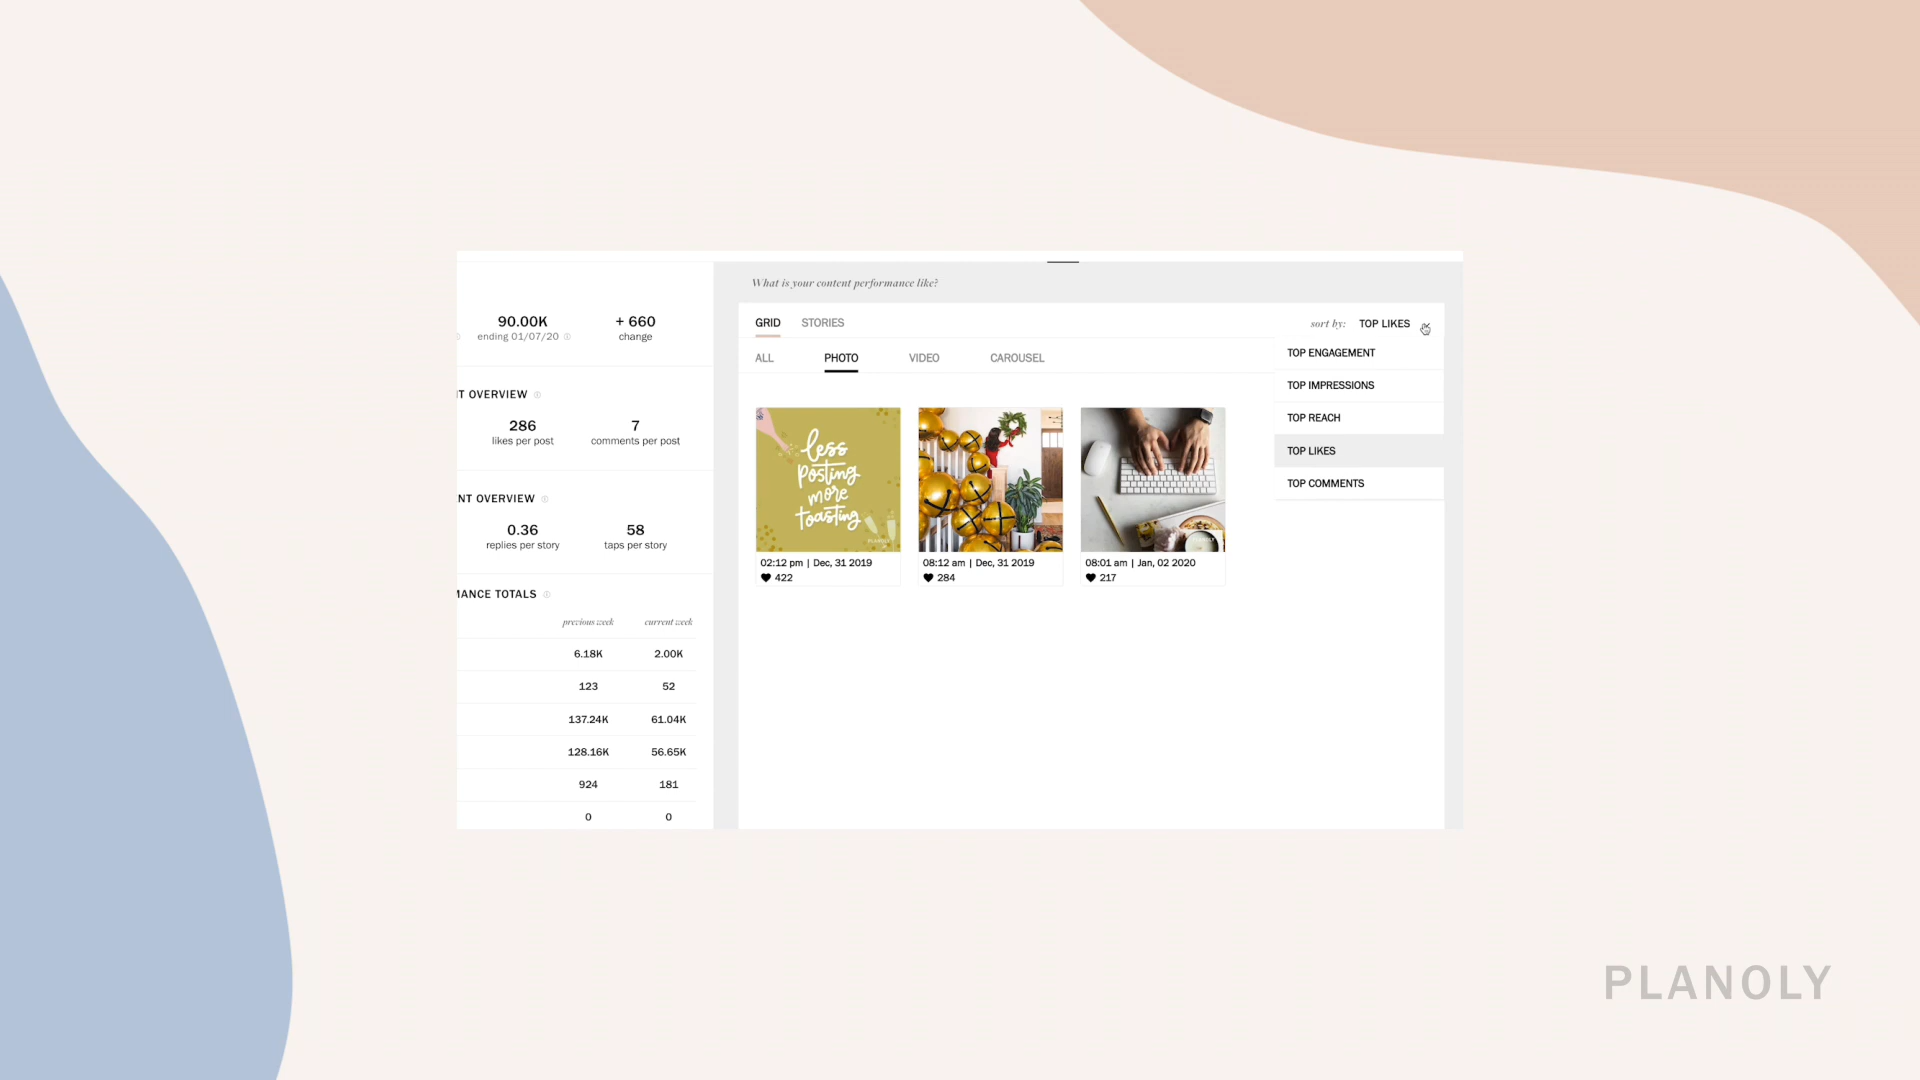 What is your content performance like?
90.00K
ending 01/07/20
+ 660
change
T OVERVIEW
286
likes per post
7
comments per post
NT OVERVIEW
0.36
replies per story
58
taps per story
MANCE TOTALS
previous week
current week
6.18K
2.00K
123
52
137.24K
61.04K
128.16K
56.65K
924
181
0
0
GRID
STORIES
sort by:
TOP LIKES
ALL
PHOTO
VIDEO
CAROUSEL
TOP ENGAGEMENT
TOP IMPRESSIONS
TOP REACH
TOP LIKES
TOP COMMENTS
less
posting
more
toasting
PLANOLY
02:12 pm | Dec, 31 2019
422
08:12 am | Dec, 31 2019
284
PLANOLY
08:01 am | Jan, 02 2020
217
PLANOLY